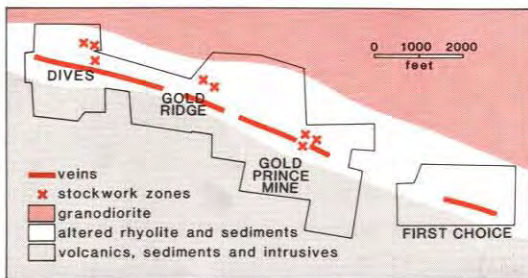 0 1000 2000
feet
DIVES
GOLD
RIDGE
GOLD
PRINCE
MINE
FIRST CHOICE
veins
stockwork zones
granodiorite
altered rhyolite and sediments
volcanics, sediments and intrusives